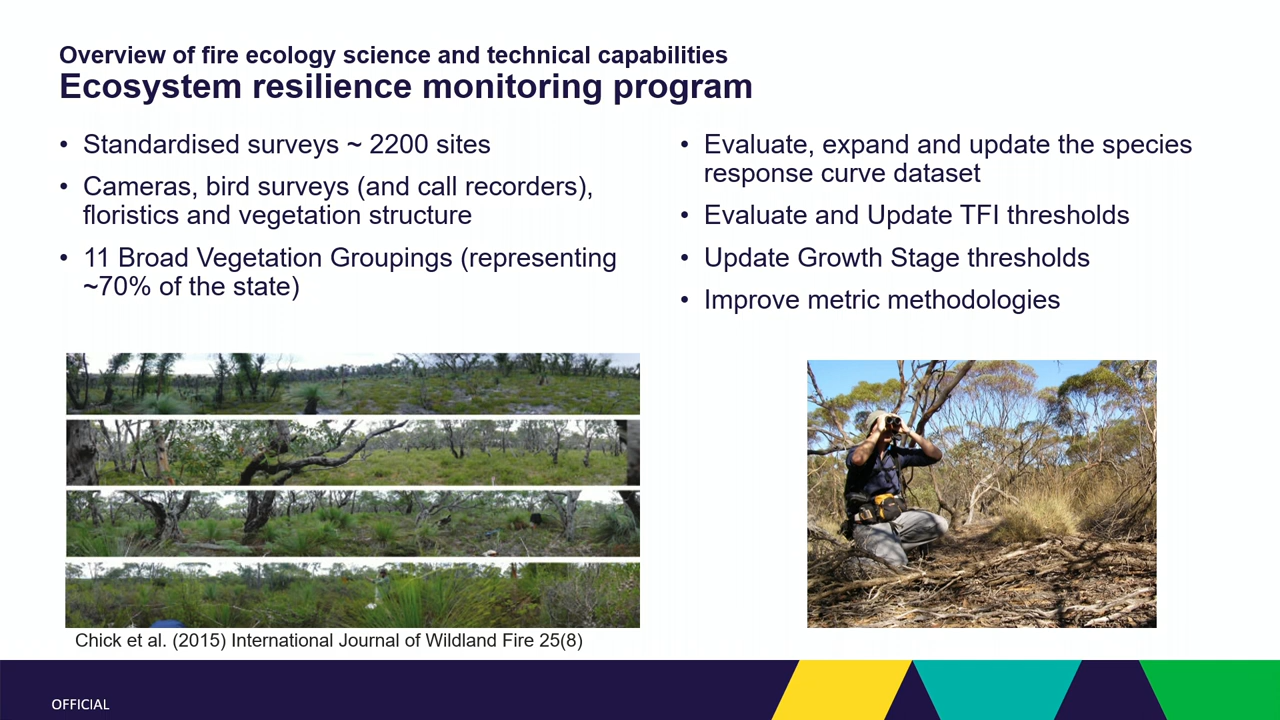 Overview of fire ecology science and technical capabilities
Ecosystem resilience monitoring program
• Standardised surveys ~ 2200 sites
• Cameras, bird surveys (and call recorders),
floristics and vegetation structure
• 11 Broad Vegetation Groupings (representing
~70% of the state)
• Evaluate, expand and update the species
response curve dataset
• Evaluate and Update TFI thresholds
• Update Growth Stage thresholds
• Improve metric methodologies
Chick et al. (2015) International Journal of Wildland Fire 25(8)
OFFICIAL